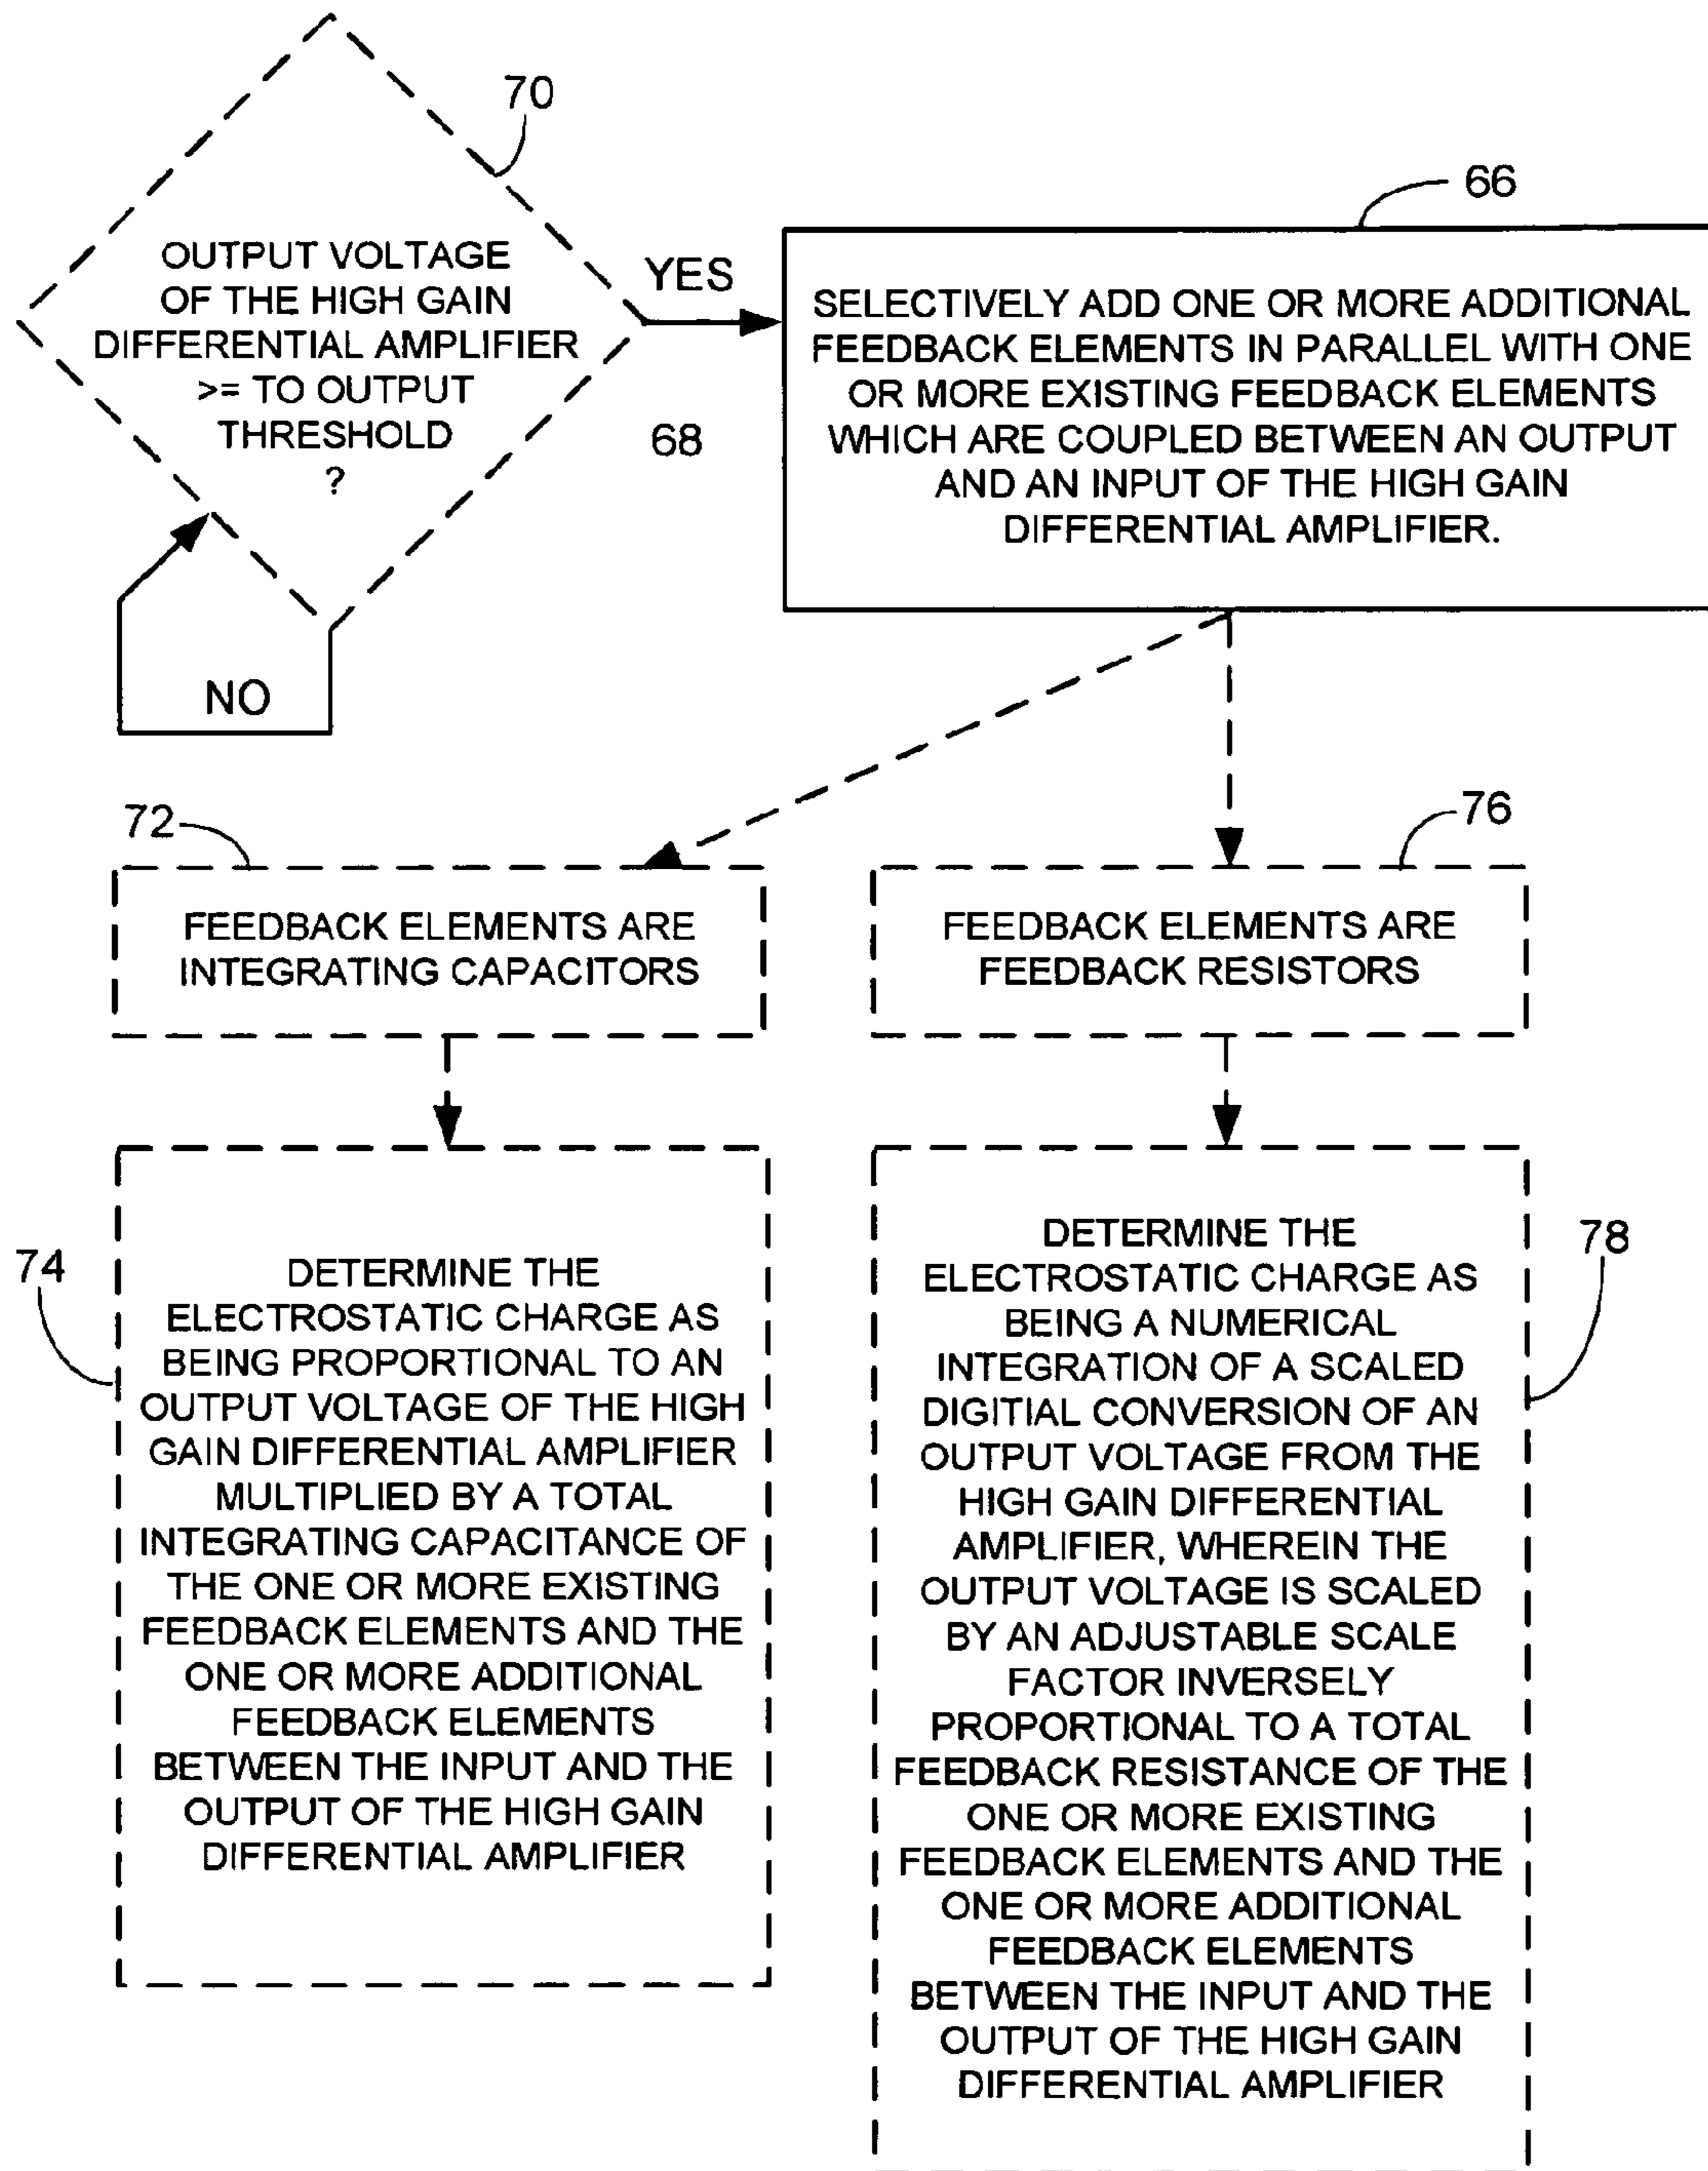 70
OUTPUT VOLTAGE
OF THE HIGH GAIN
DIFFERENTIAL AMPLIFIER
>= TO OUTPUT
THRESHOLD
?
YES
NO
68
66
SELECTIVELY ADD ONE OR MORE ADDITIONAL
FEEDBACK ELEMENTS IN PARALLEL WITH ONE
OR MORE EXISTING FEEDBACK ELEMENTS
WHICH ARE COUPLED BETWEEN AN OUTPUT
AND AN INPUT OF THE HIGH GAIN
DIFFERENTIAL AMPLIFIER.
72
FEEDBACK ELEMENTS ARE
INTEGRATING CAPACITORS
76
FEEDBACK ELEMENTS ARE
FEEDBACK RESISTORS
74
DETERMINE THE
ELECTROSTATIC CHARGE AS
BEING PROPORTIONAL TO AN
OUTPUT VOLTAGE OF THE HIGH
GAIN DIFFERENTIAL AMPLIFIER
MULTIPLIED BY A TOTAL
INTEGRATING CAPACITANCE OF
THE ONE OR MORE EXISTING
FEEDBACK ELEMENTS AND THE
ONE OR MORE ADDITIONAL
FEEDBACK ELEMENTS
BETWEEN THE INPUT AND THE
OUTPUT OF THE HIGH GAIN
DIFFERENTIAL AMPLIFIER
78
DETERMINE THE
ELECTROSTATIC CHARGE AS
BEING A NUMERICAL
INTEGRATION OF A SCALED
DIGITIAL CONVERSION OF AN
OUTPUT VOLTAGE FROM THE
HIGH GAIN DIFFERENTIAL
AMPLIFIER, WHEREIN THE
OUTPUT VOLTAGE IS SCALED
BY AN ADJUSTABLE SCALE
FACTOR INVERSELY
PROPORTIONAL TO A TOTAL
FEEDBACK RESISTANCE OF THE
ONE OR MORE EXISTING
FEEDBACK ELEMENTS AND THE
ONE OR MORE ADDITIONAL
FEEDBACK ELEMENTS
BETWEEN THE INPUT AND THE
OUTPUT OF THE HIGH GAIN
DIFFERENTIAL AMPLIFIER